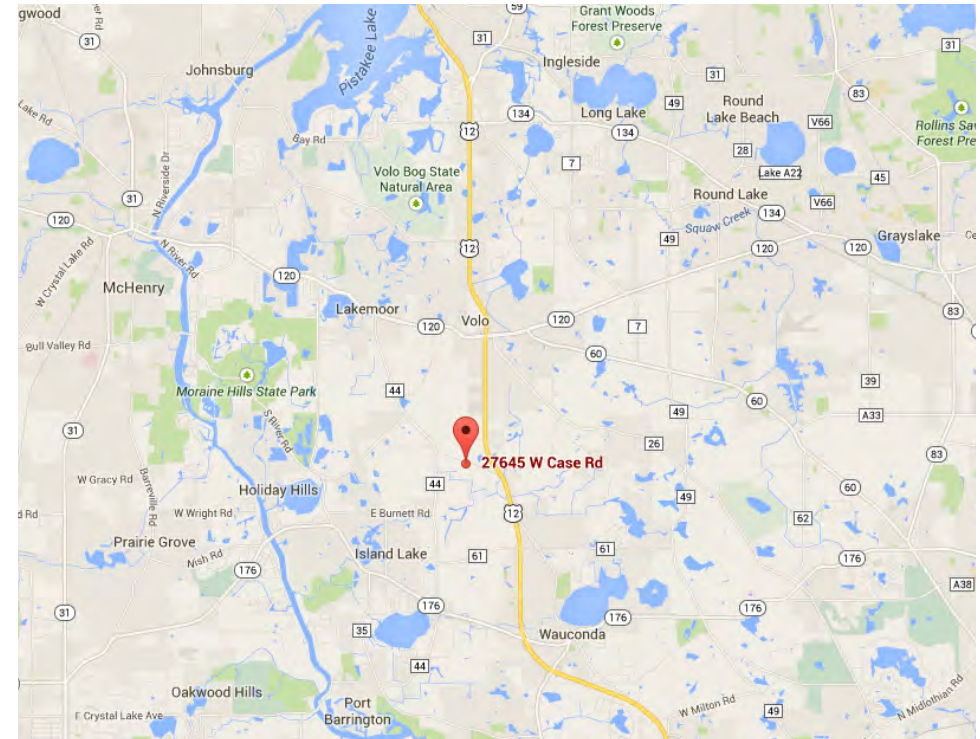 gwood
er Rd
31
Johnsburg
Pistakee Lake
59
31
Grant Woods
Forest Preserve
Ingleside
31
Lake Rd
Bay Rd
12
134
Long Lake
134
49
Round
Lake Beach
V66
83
Rollins Sav
Forest Pre
7
28
Lake A22
45
N Riverside Dr
31
Volo Bog State
Natural Area
Round Lake
V66
134
120
12
Squaw Creek
49
120
120
Grayslake
Ce
N River Rd
W Crystal Lake Rd
McHenry
120
Lakemoor
120
Volo
120
7
83
60
Bull Valley Rd
Moraine Hills State Park
44
39
49
60
A33
S River Rd
31
26
83
27645 W Case Rd
W Gracy Rd
Barreville Rd
Holiday Hills
44
49
60
d Rd
W Wright Rd
E Burnett Rd
12
62
Prairie Grove
Nish Rd
176
Island Lake
61
61
176
A38
31
176
35
176
176
Wauconda
44
Oakwood Hills
Port
Barrington
E Crystal Lake Ave
W Milton Rd
49
N Midlothian Rd